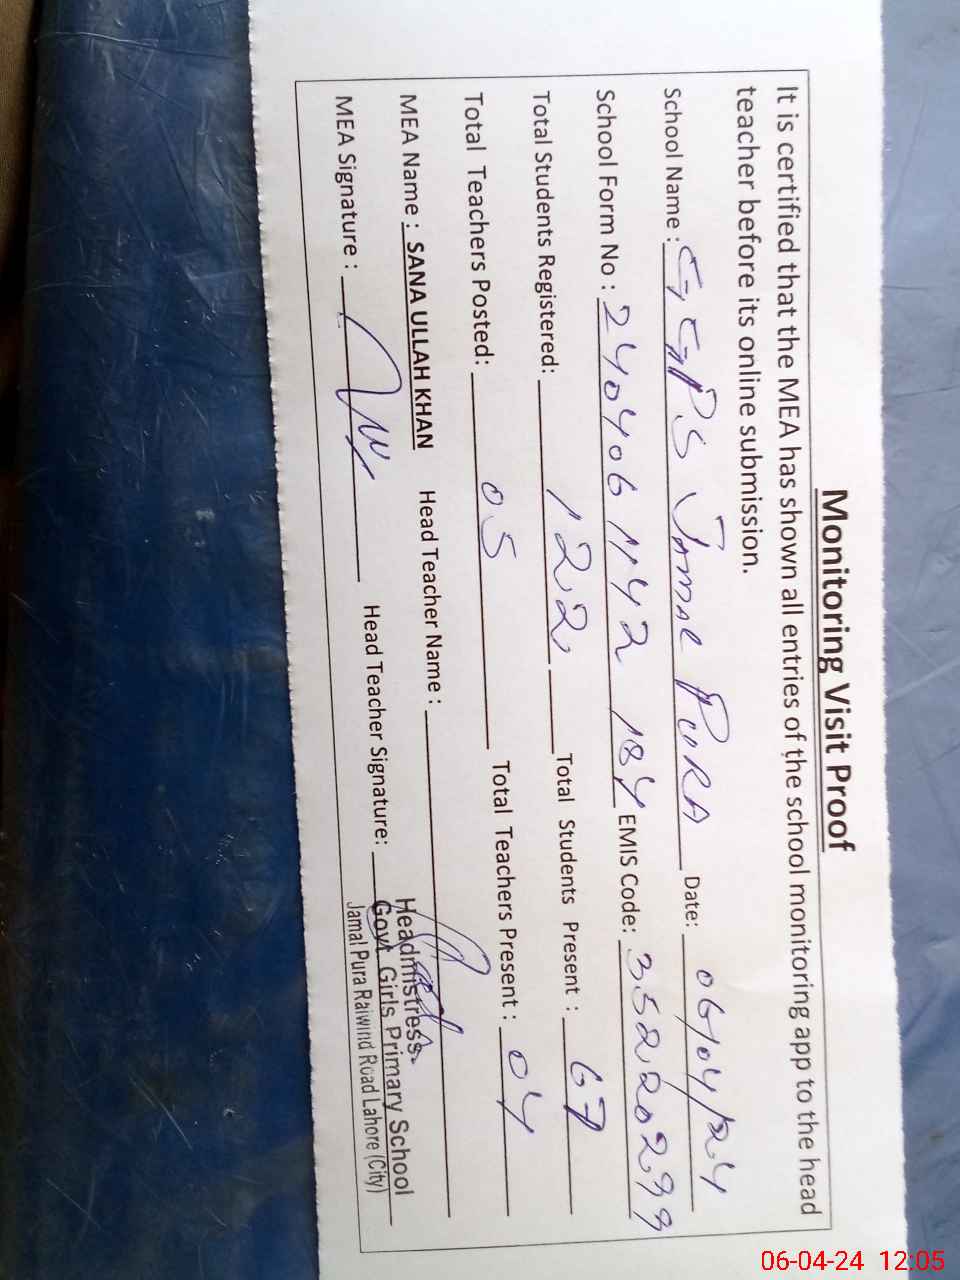 Monitoring Visit Proof
It is certified that the MEA has shown all entries of the school monitoring app to the head
teacher before its online submission.
School Name : GGPS Jamal PURA Date: 06/04/24
School Form No : 240406 1142 184 EMIS Code: 35220299
Total Students Registered: 122 Total Students Present : 67
Total Teachers Posted: 05 Total Teachers Present : 04
MEA Name : SANA ULLAH KHAN Head Teacher Name :
MEA Signature : Head Teacher Signature:
Headmistress
Govt Girls Primary School
Jamal Pura Raiwind Road Lahore (City)
06-04-24 12:05